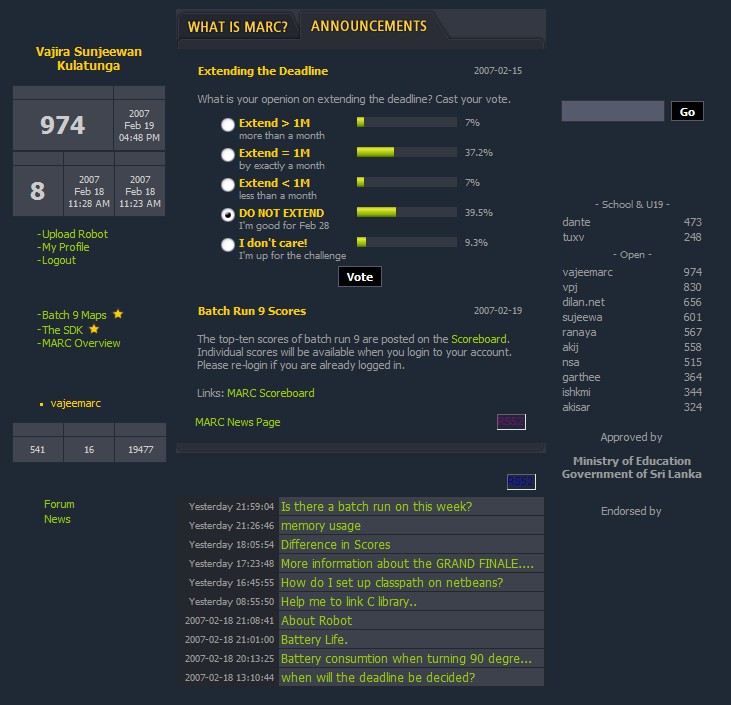 Vajira Sunjeewan
Kulatunga
974
2007
Feb 19
04:48 PM
8
2007
Feb 18
11:28 AM
2007
Feb 18
11:23 AM
-Upload Robot
-My Profile
-Logout
-Batch 9 Maps
-The SDK
-MARC Overview
• vajeemarc
541 16 19477
Forum
News
WHAT IS MARC? ANNOUNCEMENTS
Extending the Deadline 2007-02-15
What is your openion on extending the deadline? Cast your vote.
Extend > 1M 7%
more than a month
Extend = 1M 37.2%
by exactly a month
Extend < 1M 7%
less than a month
DO NOT EXTEND 39.5%
I'm good for Feb 28
I don't care! 9.3%
I'm up for the challenge
Vote
Batch Run 9 Scores 2007-02-19
The top-ten scores of batch run 9 are posted on the Scoreboard.
Individual scores will be available when you login to your account.
Please re-login if you are already logged in.
Links: MARC Scoreboard
MARC News Page
Yesterday 21:59:04 Is there a batch run on this week?
Yesterday 21:26:46 memory usage
Yesterday 18:05:54 Difference in Scores
Yesterday 17:23:48 More information about the GRAND FINALE....
Yesterday 16:45:55 How do I set up classpath on netbeans?
Yesterday 08:55:50 Help me to link C library..
2007-02-18 21:08:41 About Robot
2007-02-18 21:01:00 Battery Life.
2007-02-18 20:13:25 Battery consumtion when turning 90 degre...
2007-02-18 13:10:44 when will the deadline be decided?
Go
- School & U19 -
dante 473
tuxv 248
- Open -
vajeemarc 974
vpj 830
dilan.net 656
sujeewa 601
ranaya 567
akij 558
nsa 515
garthee 364
ishkmi 344
akisar 324
Approved by
Ministry of Education
Government of Sri Lanka
Endorsed by